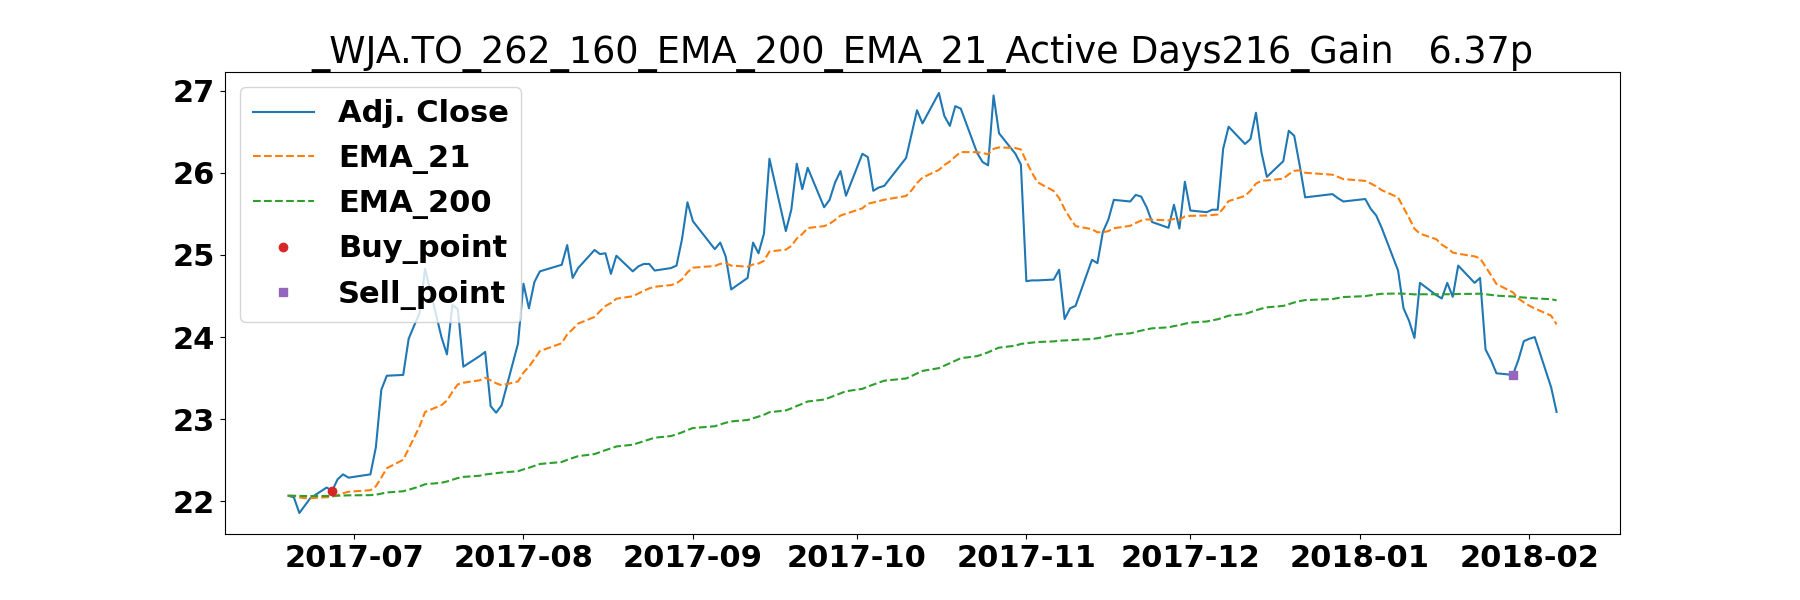 _WJA.TO_262_160_EMA_200_EMA_21_Active Days216_Gain   6.37p
27
26
25
24
23
22
Adj. Close
EMA_21
EMA_200
Buy_point
Sell_point
2017-07 2017-08 2017-09 2017-10 2017-11 2017-12 2018-01 2018-02